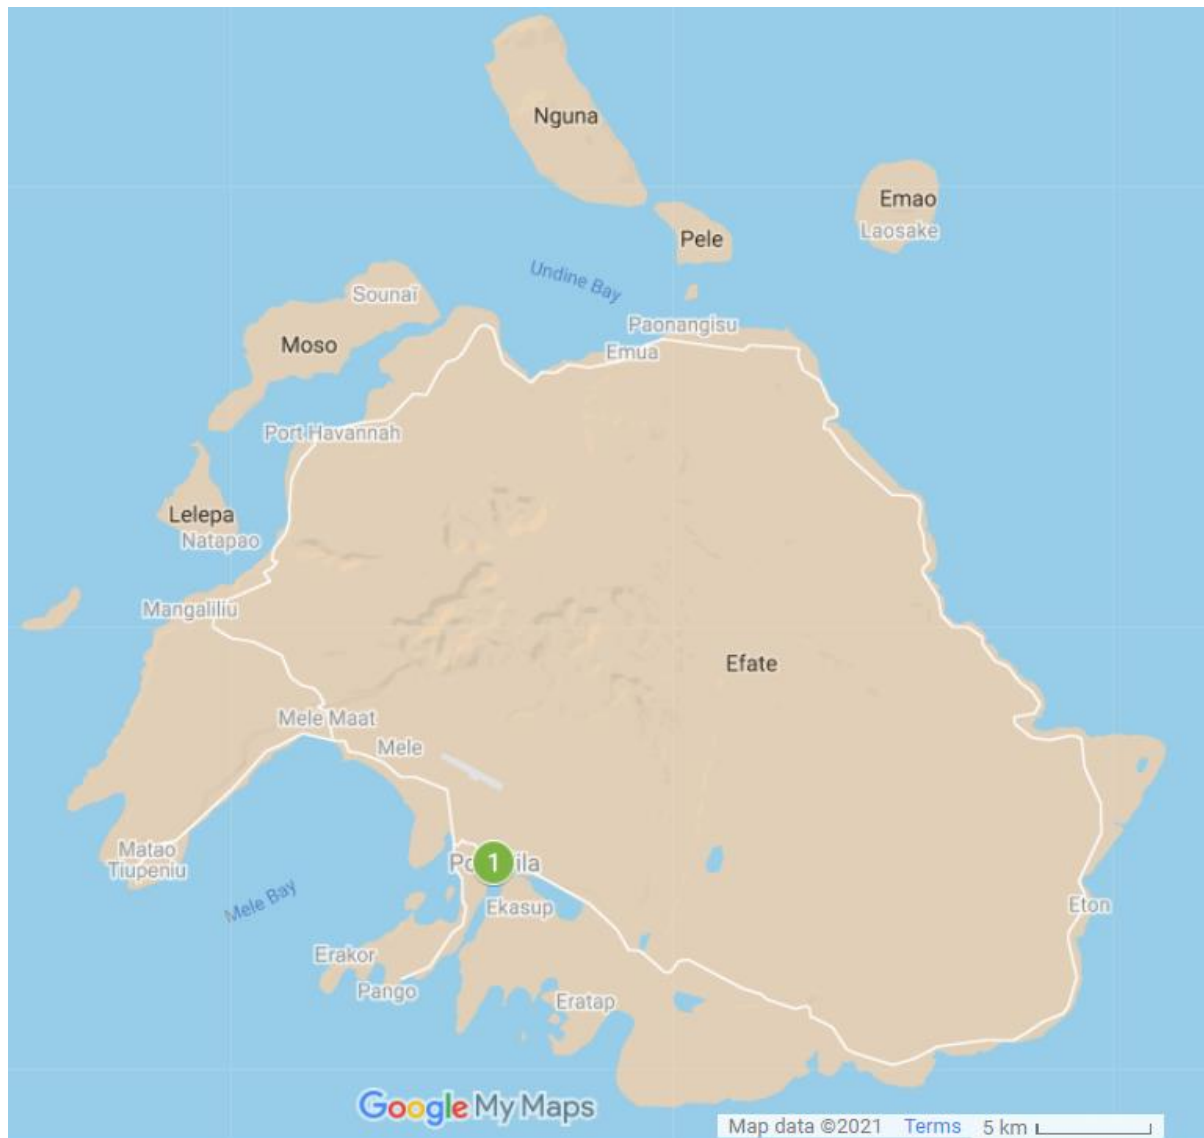 Nguna
Emao
Laosake
Pele
Undine Bay
Sounaï
Paonangisu
Moso
Emua
Port Havannah
Lelepa
Natapao
Mangaliliu
Efate
Mele Maat
Mele
Matao
Tiupeniu
1
Mele Bay
Ekasup
Eton
Erakor
Pango
Eratap
Google My Maps
Map data ©2021 Terms 5 km